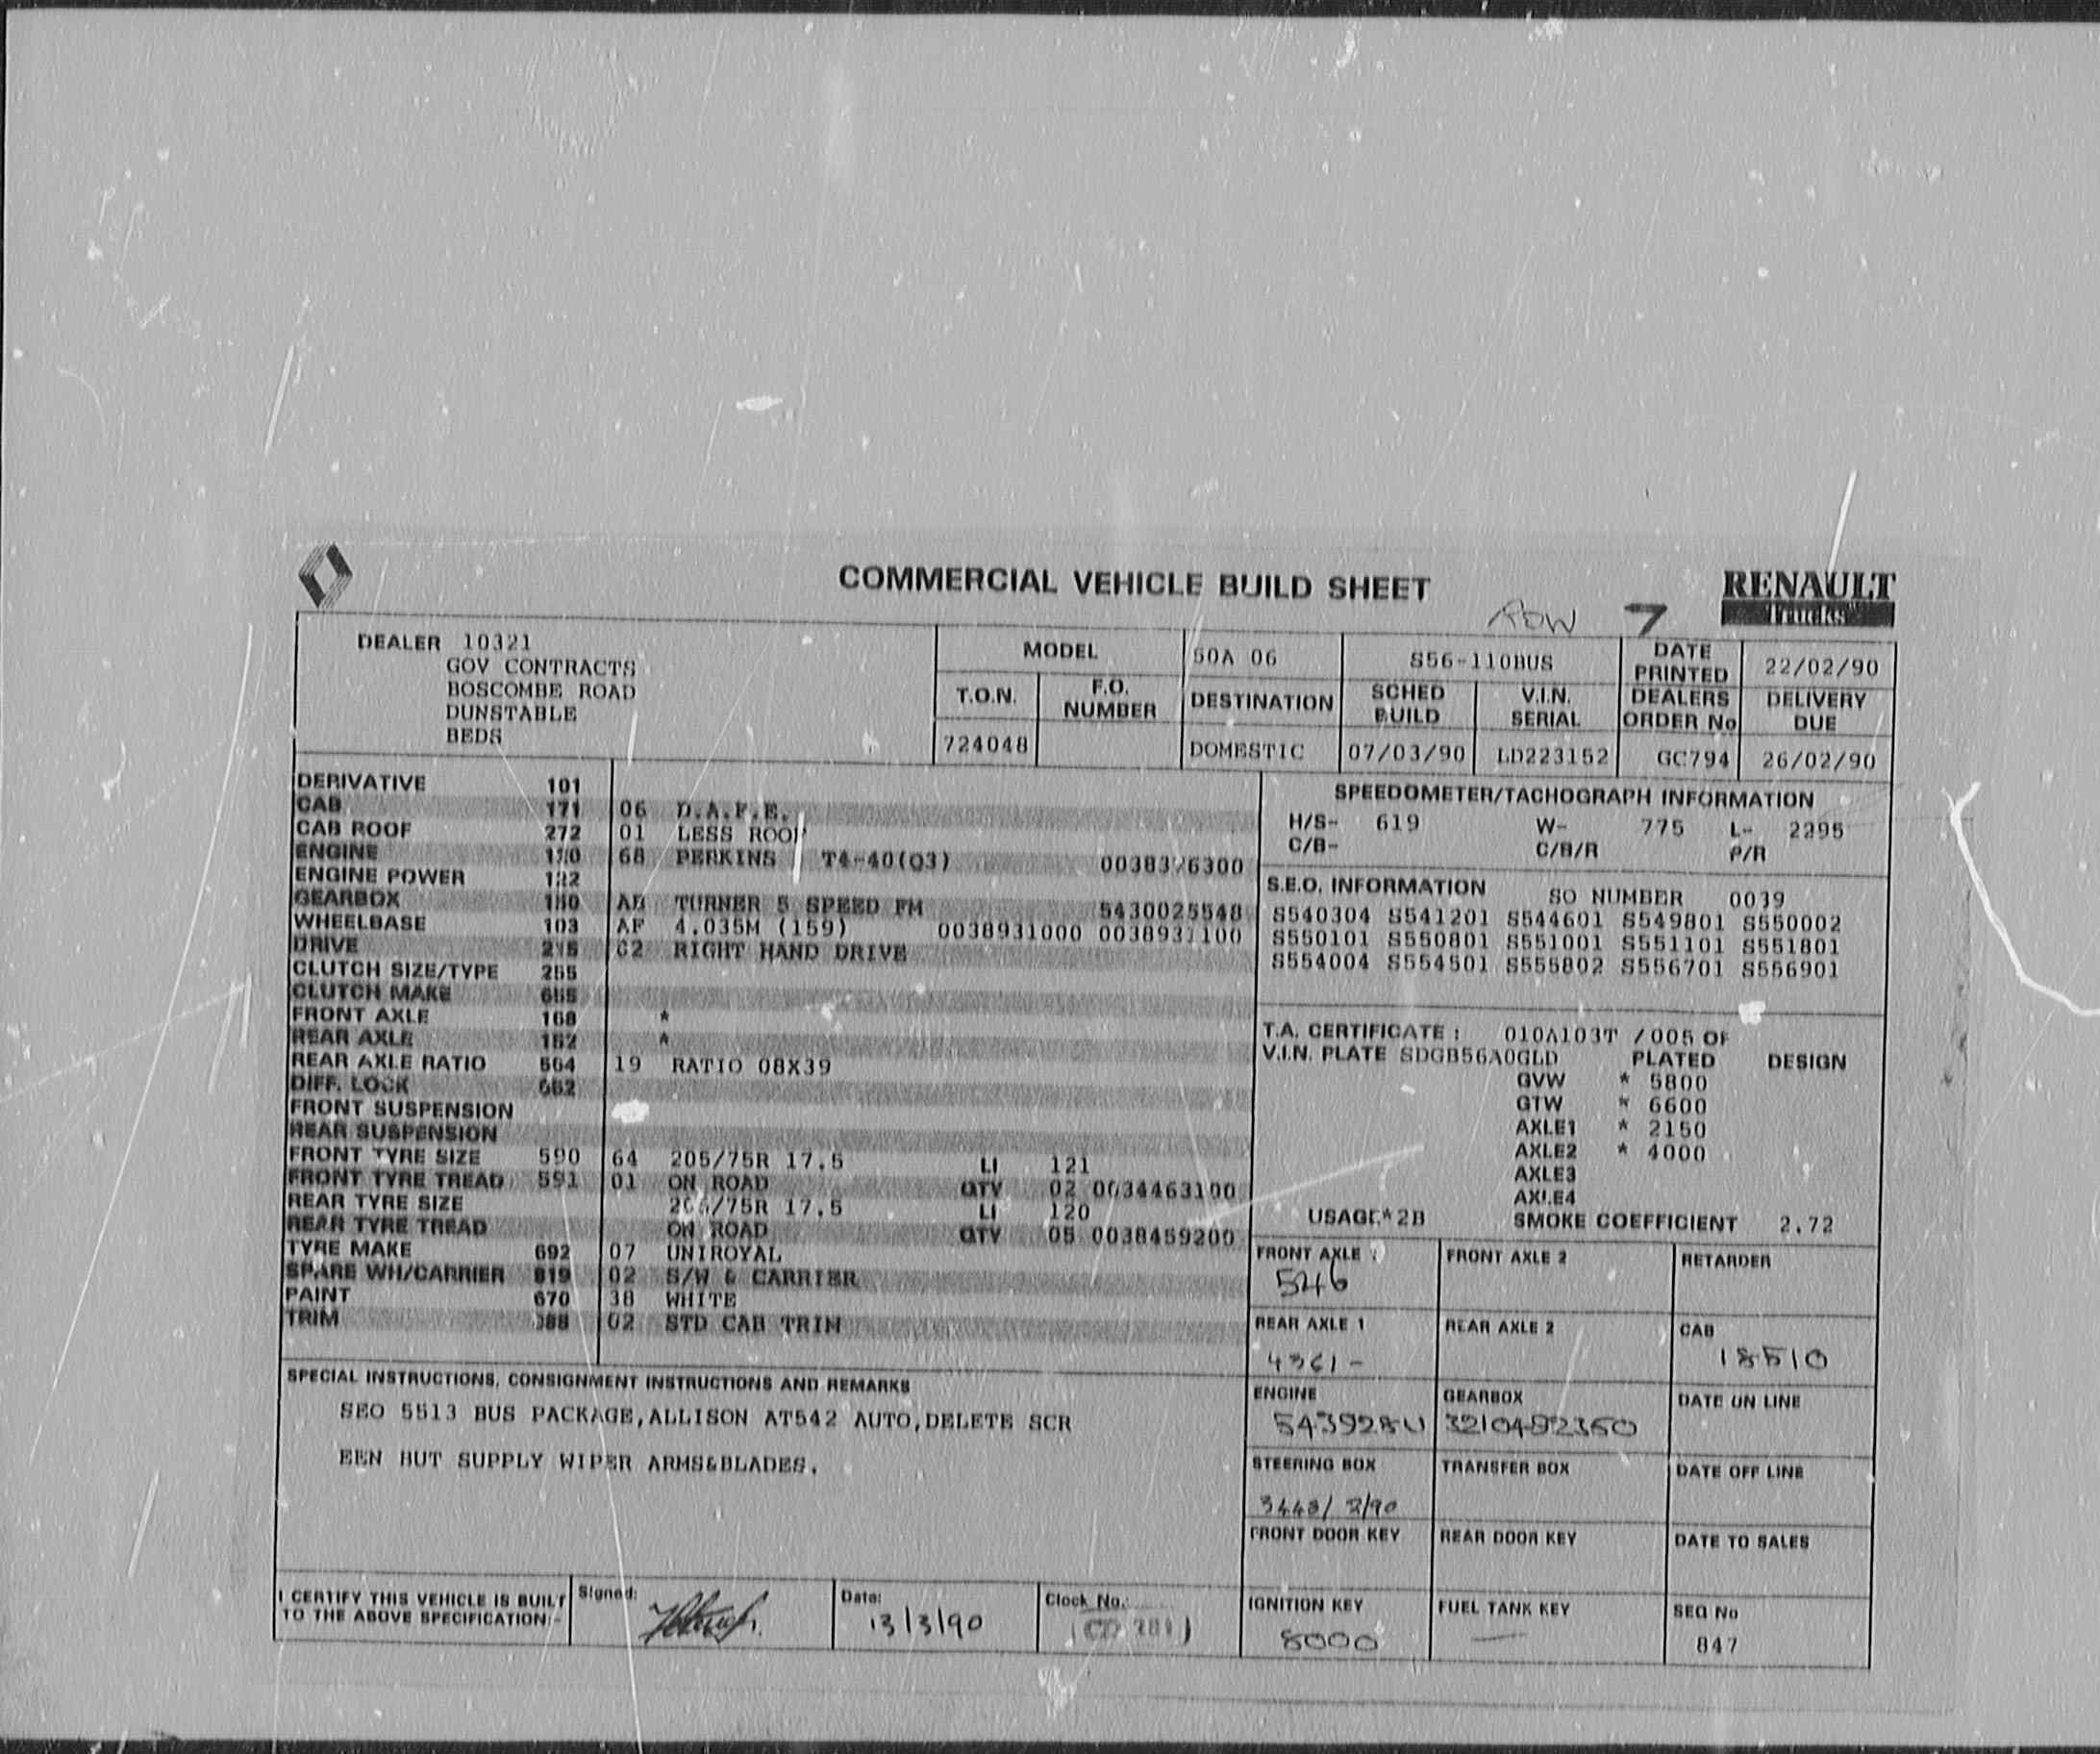 COMMERCIAL VEHICLE BUILD SHEET
RENAULT
Trucks
7
DEALER 10321
GOV CONTRACTS
BOSCOMBE ROAD
DUNSTABLE
BEDS
MODEL 50A 06 S56-110BUS DATE PRINTED 22/02/90
T.O.N. F.O. NUMBER DESTINATION SCHED BUILD V.I.N. SERIAL DEALERS ORDER No DELIVERY DUE
724048 DOMESTIC 07/03/90 LD223152 GC794 26/02/90
DERIVATIVE 101
CAB 171 06 D.A.F.E.
CAB ROOF 272 01 LESS ROOF
ENGINE 68 PERKINS T4-40(Q3) 0038376300
ENGINE POWER
GEARBOX 180 TURNER 5 SPEED FM 5430025548
WHEELBASE 103 AF 4.035M (159) 0038931000 0038931100
DRIVE C2 RIGHT HAND DRIVE
CLUTCH SIZE/TYPE 255
CLUTCH MAKE 655
FRONT AXLE 168 *
REAR AXLE 152 *
REAR AXLE RATIO 564 19 RATIO 08X39
DIFF. LOCK 662
FRONT SUSPENSION
REAR SUSPENSION
FRONT TYRE SIZE 590 64 205/75R 17.5 LI 121
FRONT TYRE TREAD 591 01 ON ROAD QTY 02 0034463100
REAR TYRE SIZE 205/75R 17.5 LI 120
REAR TYRE TREAD ON ROAD QTY 05 0038459200
TYRE MAKE 692 07 UNIROYAL
SPARE WH/CARRIER 819 02 S/W & CARRIER
PAINT 670 38 WHITE
TRIM 388 02 STD CAB TRIM
SPEEDOMETER/TACHOGRAPH INFORMATION
H/S- 619 W- 775 L- 2295
C/B- C/B/R P/R
S.E.O. INFORMATION SO NUMBER 0039
S540304 S541201 S544601 S549801 S550002
S550101 S550801 S551001 S551101 S551801
S554004 S554501 S555802 S556701 S556901
T.A. CERTIFICATE : 010A103T /005 OF
V.I.N. PLATE SDGB56A0GLD PLATED DESIGN
GVW * 5800
GTW * 6600
AXLE1 * 2150
AXLE2 * 4000
AXLE3
AXLE4
USAGE*2B SMOKE COEFFICIENT 2.72
FRONT AXLE FRONT AXLE 2 RETARDER
546
REAR AXLE 1 REAR AXLE 2 CAB
4361- 18510
ENGINE GEARBOX DATE ON LINE
3210492350
STEERING BOX TRANSFER BOX DATE OFF LINE
3443/ 2/90
FRONT DOOR KEY REAR DOOR KEY DATE TO SALES
IGNITION KEY FUEL TANK KEY SEQ No
8000 — 847
SPECIAL INSTRUCTIONS, CONSIGNMENT INSTRUCTIONS AND REMARKS
SEO 5513 BUS PACKAGE,ALLISON AT542 AUTO,DELETE SCR
EEN BUT SUPPLY WIPER ARMS&BLADES.
I CERTIFY THIS VEHICLE IS BUILT
TO THE ABOVE SPECIFICATION:-
Signed:
Date: 13/3/90
Clock No.: